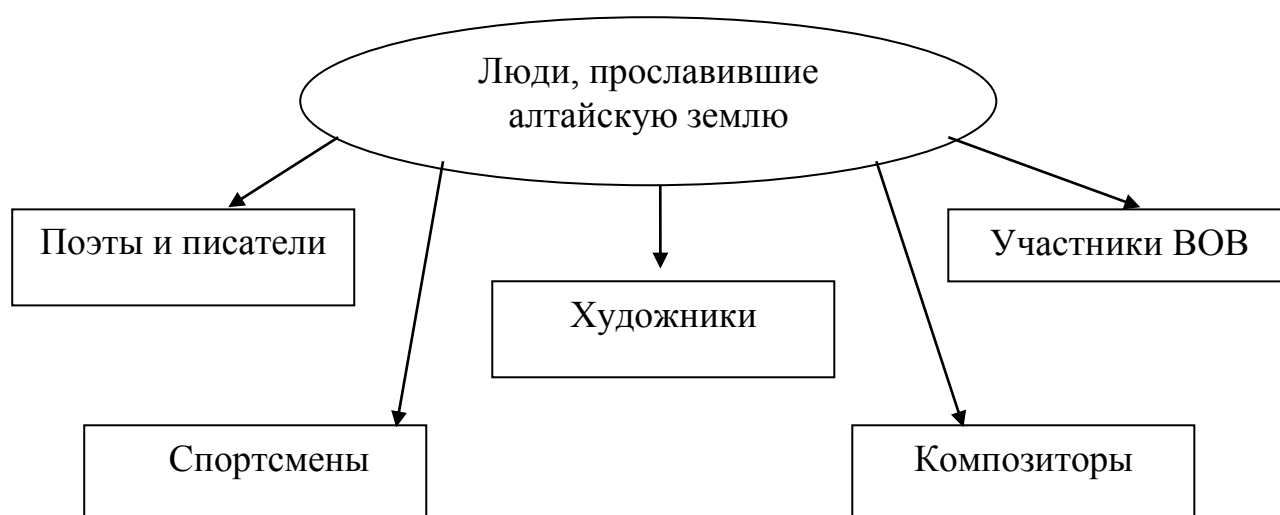 Люди, прославившие
алтайскую землю
Поэты и писатели
Участники ВОВ
Художники
Спортсмены
Композиторы